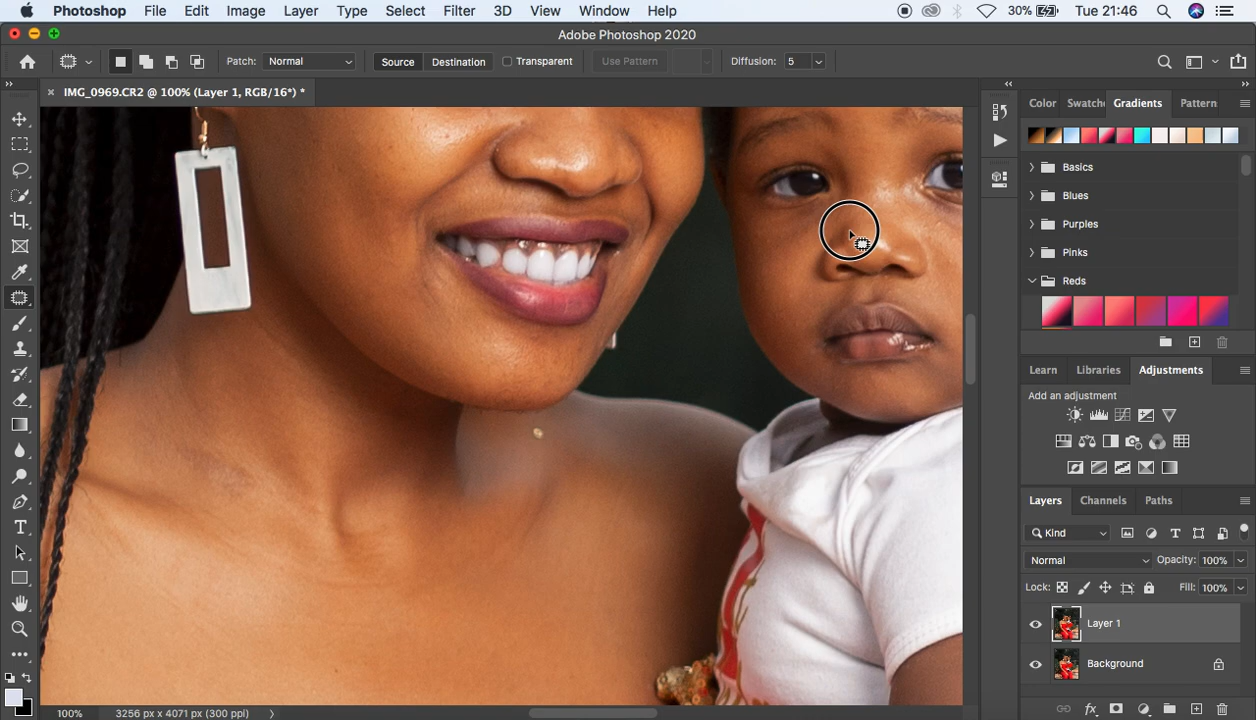 Photoshop File Edit Image Layer Type Select Filter 3D View Window Help 30% Tue 21:46
Adobe Photoshop 2020
Patch: Normal Source Destination Transparent Use Pattern Diffusion: 5
IMG_0969.CR2 @ 100% (Layer 1, RGB/16*) *
Color Swatche Gradients Pattern
Basics
Blues
Purples
Pinks
Reds
Learn Libraries Adjustments
Add an adjustment
Layers Channels Paths
Kind
Normal Opacity: 100%
Lock: Fill: 100%
Layer 1
Background
100% 3256 px x 4071 px (300 ppi)